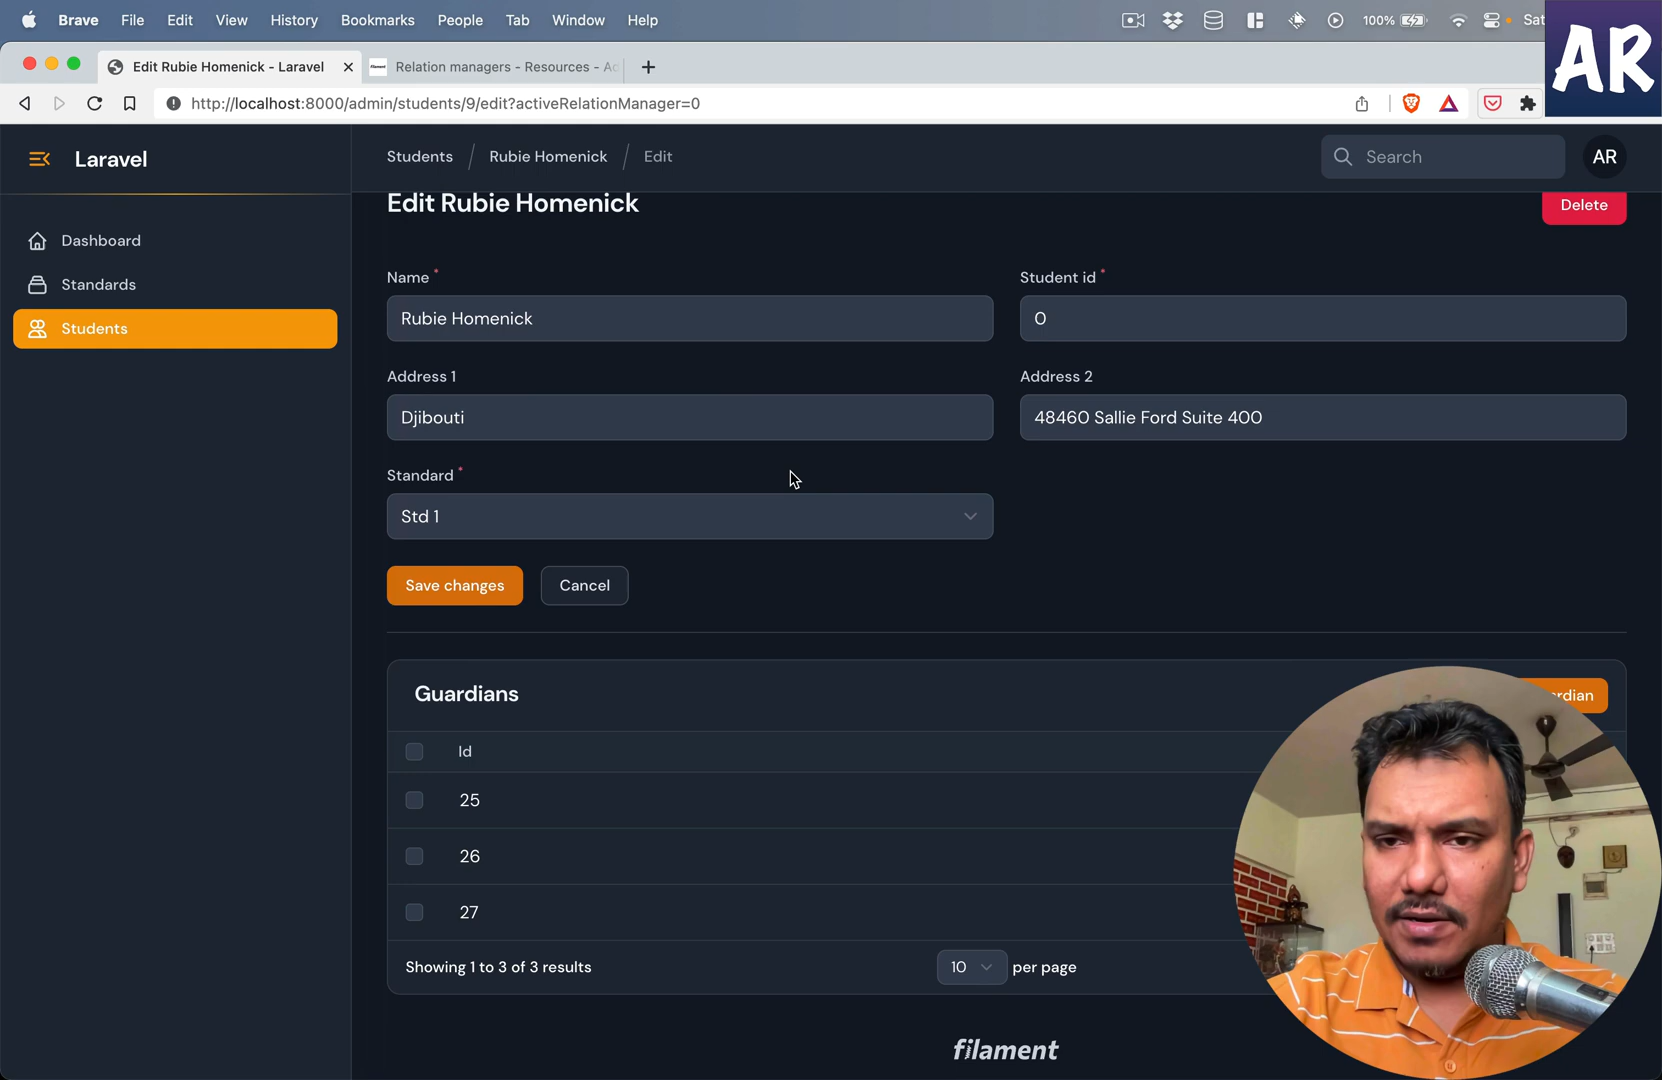 Brave File Edit View History Bookmarks People Tab Window Help 100% Sat
AR
Edit Rubie Homenick - Laravel
Relation managers - Resources - Ad
http://localhost:8000/admin/students/9/edit?activeRelationManager=0
Laravel
Students / Rubie Homenick / Edit
Search
AR
Dashboard
Standards
Students
Edit Rubie Homenick
Delete
Name *
Student id *
Rubie Homenick
0
Address 1
Address 2
Djibouti
48460 Sallie Ford Suite 400
Standard *
Std 1
Save changes
Cancel
Guardians
rdian
Id
25
26
27
Showing 1 to 3 of 3 results
10 per page
filament